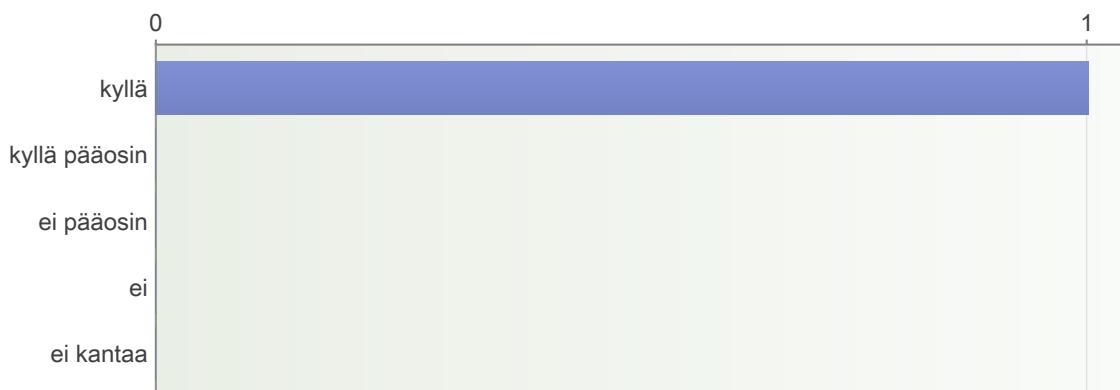 0 1
kyllä
kyllä pääosin
ei pääosin
ei
ei kantaa